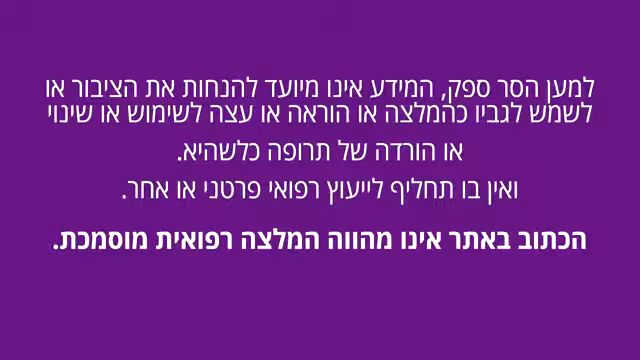 למען הסר ספק, המידע אינו מיועד להנחות את הציבור או
לשמש לגביו כהמלצה או הוראה או עצה לשימוש או שינוי
או הורדה של תרופה כלשהיא.
ואין בו תחליף לייעוץ רפואי פרטני או אחר.
הכתוב באתר אינו מהווה המלצה רפואית מוסמכת.